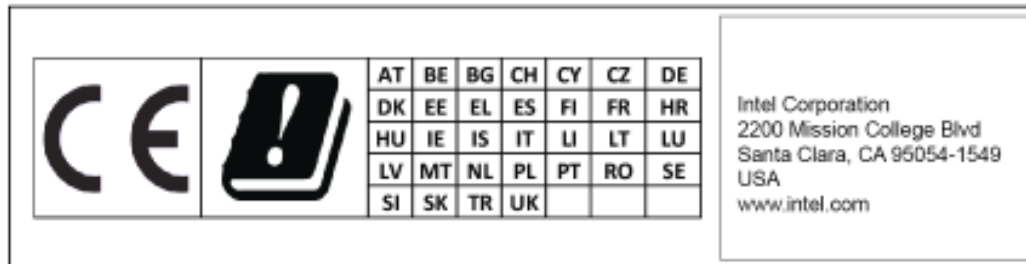 CE
!
AT BE BG CH CY CZ DE
DK EE EL ES FI FR HR
HU IE IS IT LI LT LU
LV MT NL PL PT RO SE
SI SK TR UK
Intel Corporation
2200 Mission College Blvd
Santa Clara, CA 95054-1549
USA
www.intel.com